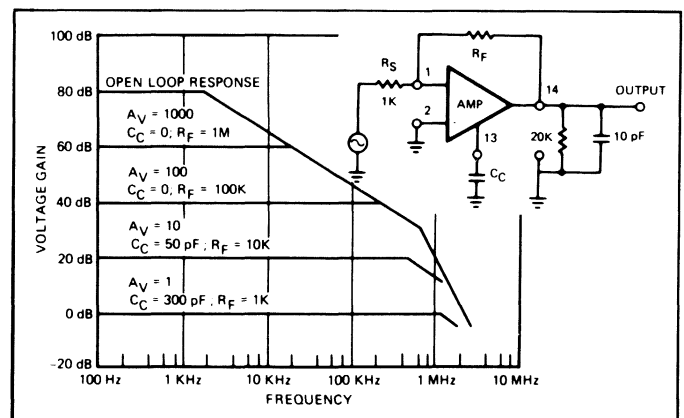 100 dB
80 dB
60 dB
40 dB
20 dB
0 dB
-20 dB
VOLTAGE GAIN
OPEN LOOP RESPONSE
A_V = 1000
C_C = 0; R_F = 1M
A_V = 100
C_C = 0; R_F = 100K
A_V = 10
C_C = 50 pF; R_F = 10K
A_V = 1
C_C = 300 pF, R_F = 1K
100 Hz
1 KHz
10 KHz
100 KHz
1 MHz
10 MHz
FREQUENCY
R_F
R_S
1K
1
2
AMP
13
14
C_C
20K
10 pF
OUTPUT